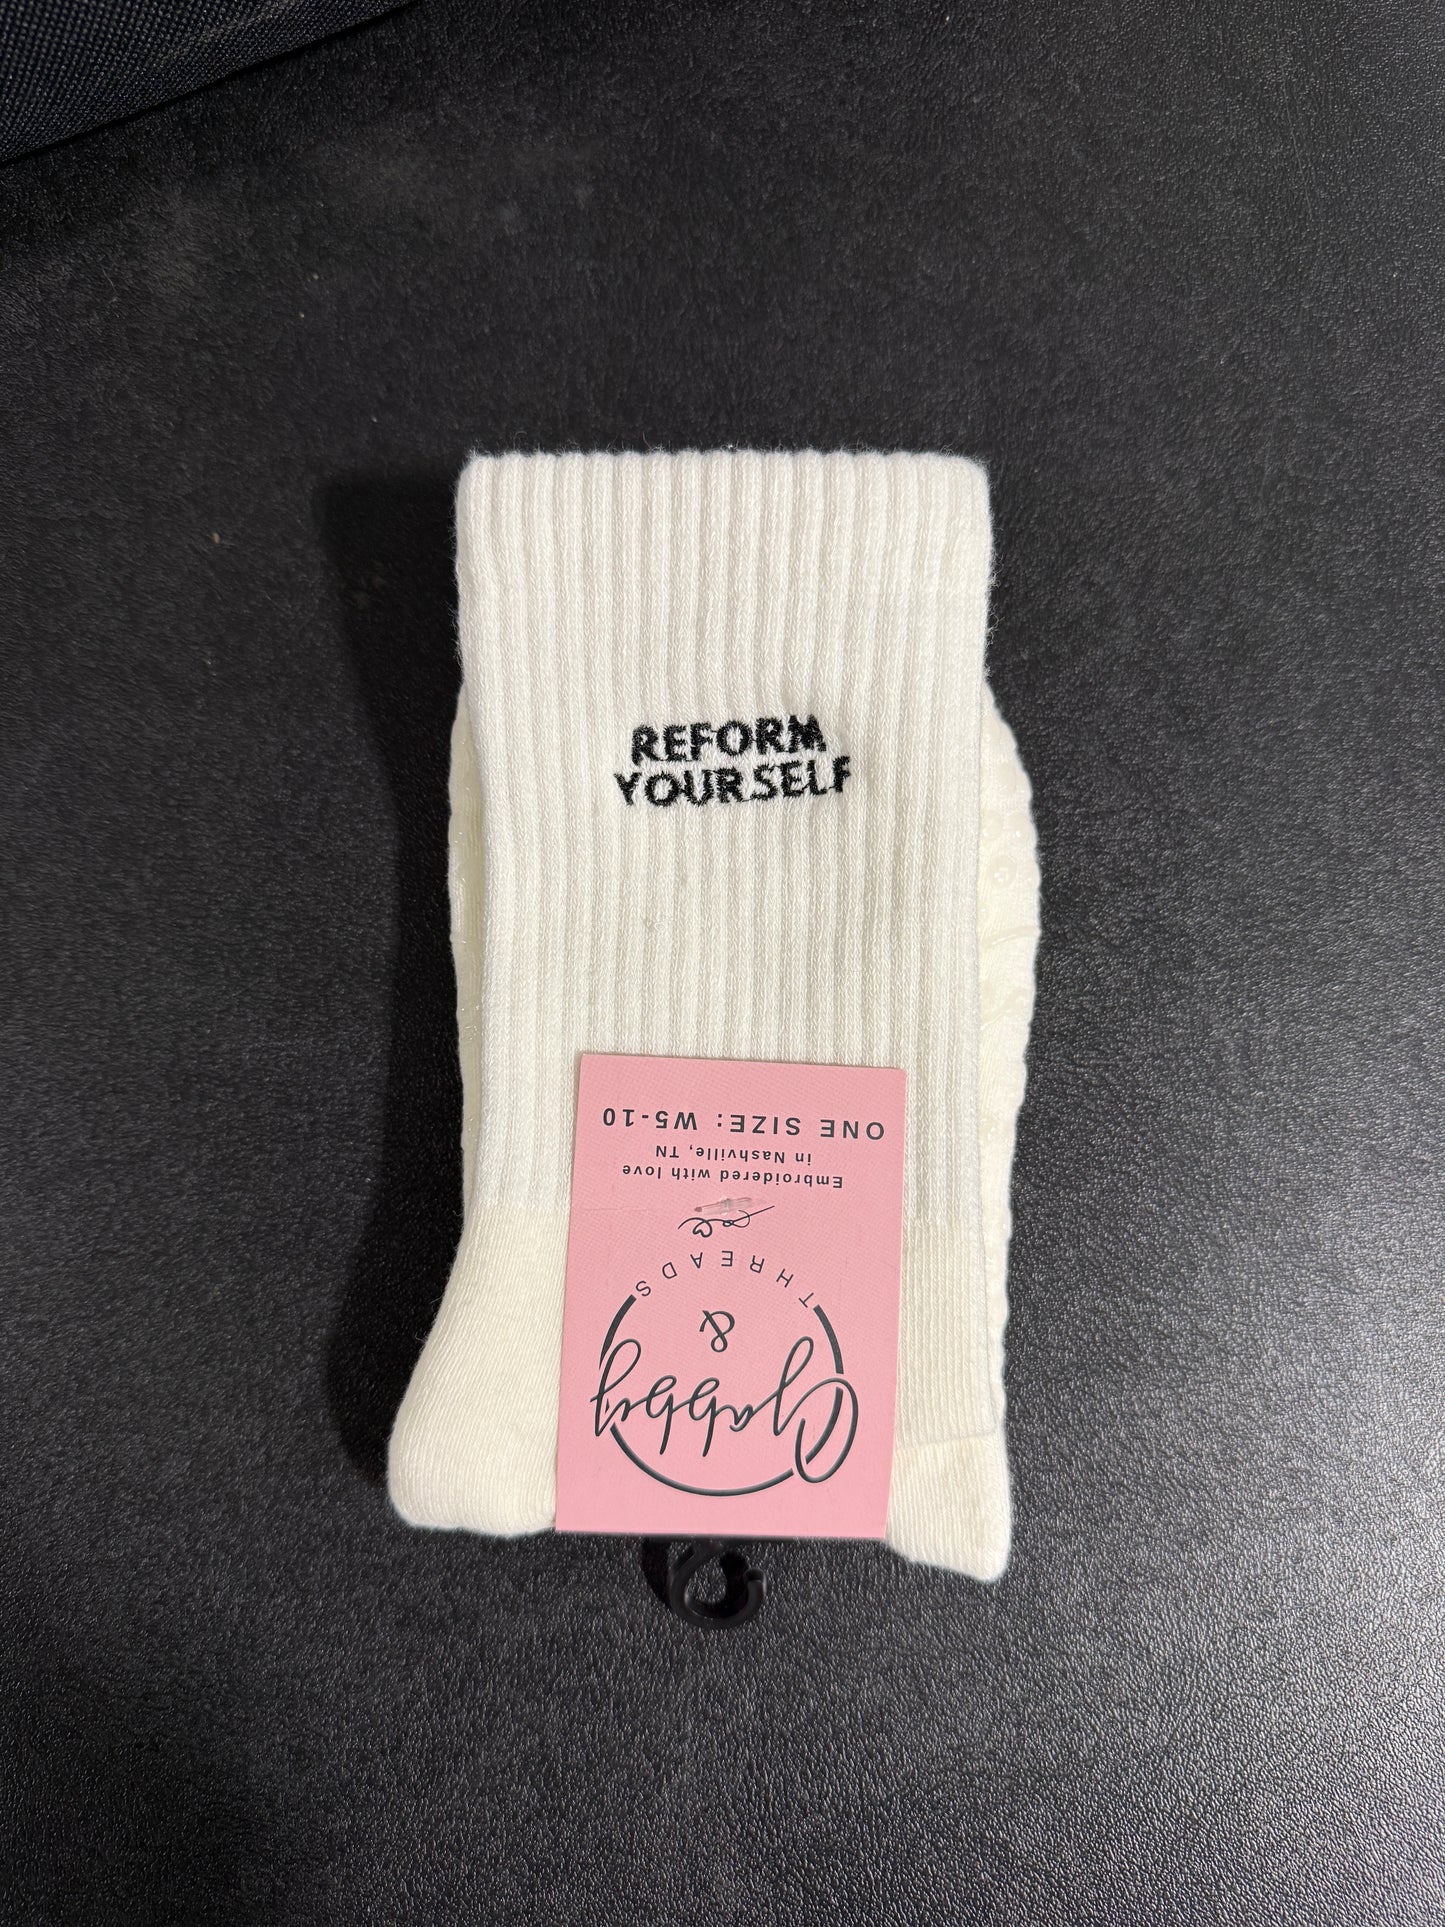 REFORM
YOURSELF
Gabby
&
THREADS
Embroidered with love
in Nashville, TN
ONE SIZE: W5-10